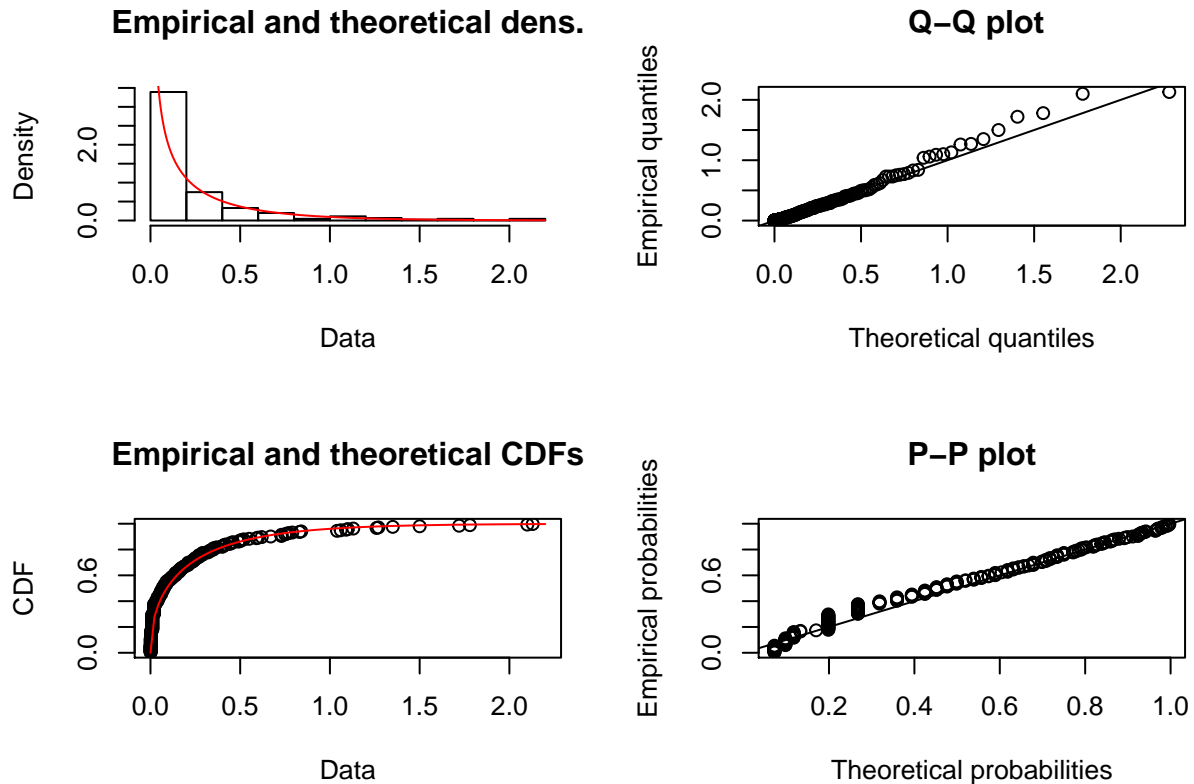 Empirical and theoretical dens.
Density
0.0 2.0
0.0 0.5 1.0 1.5 2.0
Data
Q−Q plot
Empirical quantiles
0.0 1.0 2.0
0.0 0.5 1.0 1.5 2.0
Theoretical quantiles
Empirical and theoretical CDFs
CDF
0.0 0.6
0.0 0.5 1.0 1.5 2.0
Data
P−P plot
Empirical probabilities
0.0 0.6
0.2 0.4 0.6 0.8 1.0
Theoretical probabilities